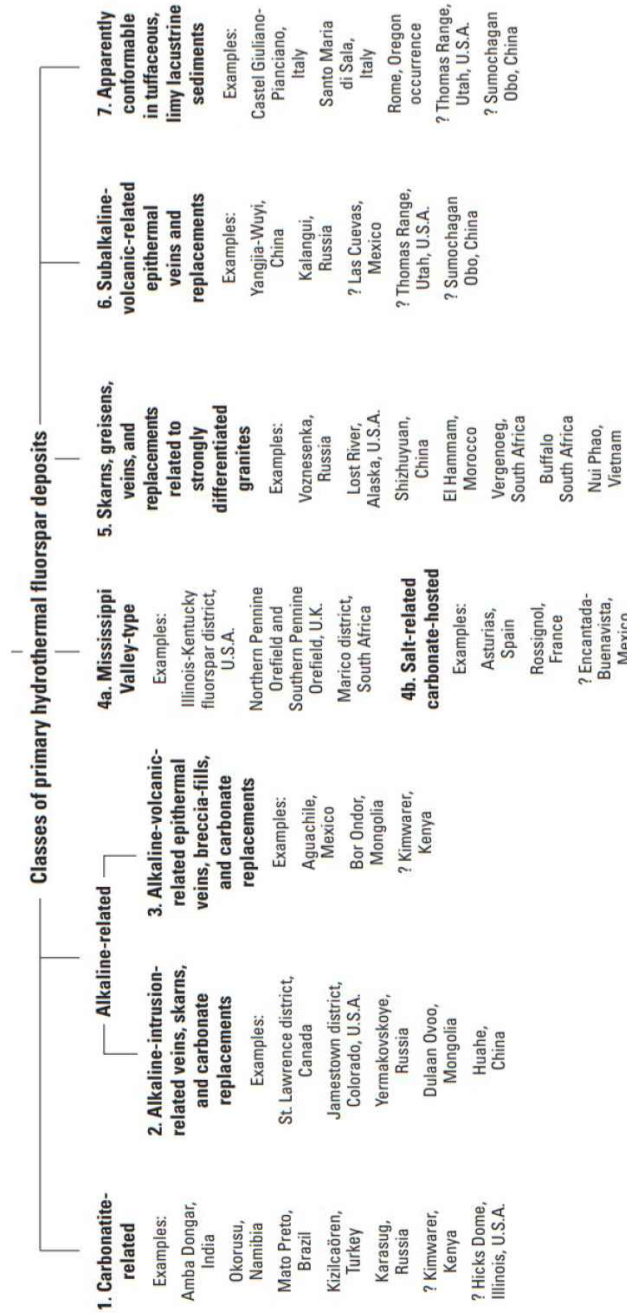 Classes of primary hydrothermal fluorspar deposits
1. Carbonatite-
related
Examples:
Amba Dongar,
India
Okorusu,
Namibia
Mato Preto,
Brazil
Kizilcaören,
Turkey
Karasug,
Russia
? Kimwarer,
Kenya
? Hicks Dome,
Illinois, U.S.A.
Alkaline-related
2. Alkaline-intrusion-
related veins, skarns,
and carbonate
replacements
Examples:
St. Lawrence district,
Canada
Jamestown district,
Colorado, U.S.A.
Yermakovskoye,
Russia
Dulaan Ovoo,
Mongolia
Huahe,
China
3. Alkaline-volcanic-
related epithermal
veins, breccia-fills,
and carbonate
replacements
Examples:
Aguachile,
Mexico
Bor Ondor,
Mongolia
? Kimwarer,
Kenya
4a. Mississippi
Valley-type
Examples:
Illinois-Kentucky
fluorspar district,
U.S.A.
Northern Pennine
Orefield and
Southern Pennine
Orefield, U.K.
Marico district,
South Africa
4b. Salt-related
carbonate-hosted
Examples:
Asturias,
Spain
Rossignol,
France
? Encantada-
Buenavista,
Mexico
5. Skarns, greisens,
veins, and
replacements
related to
strongly
differentiated
granites
Examples:
Voznesenka,
Russia
Lost River,
Alaska, U.S.A.
Shizhuyuan,
China
El Hammam,
Morocco
Vergenoeg,
South Africa
Buffalo
South Africa
Nui Phao,
Vietnam
6. Subalkaline-
volcanic-related
epithermal
veins and
replacements
Examples:
Yangjia-Wuyi,
China
Kalangui,
Russia
? Las Cuevas,
Mexico
? Thomas Range,
Utah, U.S.A.
? Sumochagan
Obo, China
7. Apparently
conformable
in tuffaceous,
limy lacustrine
sediments
Examples:
Castel Giuliano-
Pianciano,
Italy
Santo Maria
di Sala,
Italy
Rome, Oregon
occurrence
? Thomas Range,
Utah, U.S.A.
? Sumochagan
Obo, China